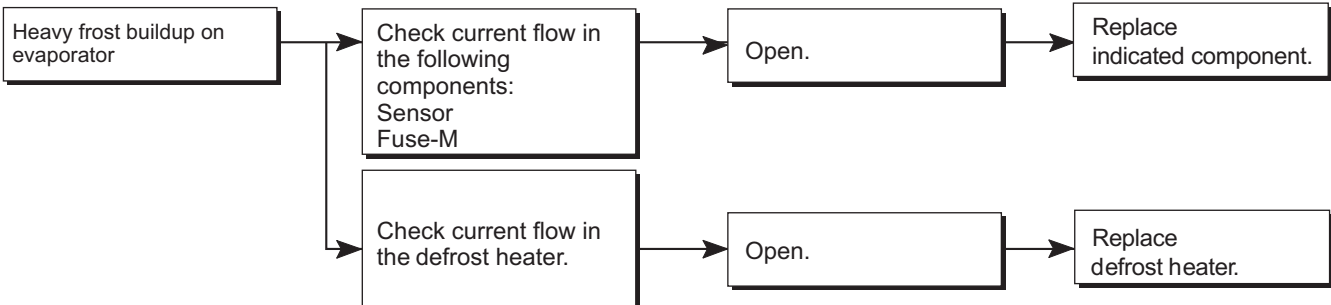 Heavy frost buildup on
evaporator
Check current flow in
the following
components:
Sensor
Fuse-M
Open.
Replace
indicated component.
Check current flow in
the defrost heater.
Open.
Replace
defrost heater.